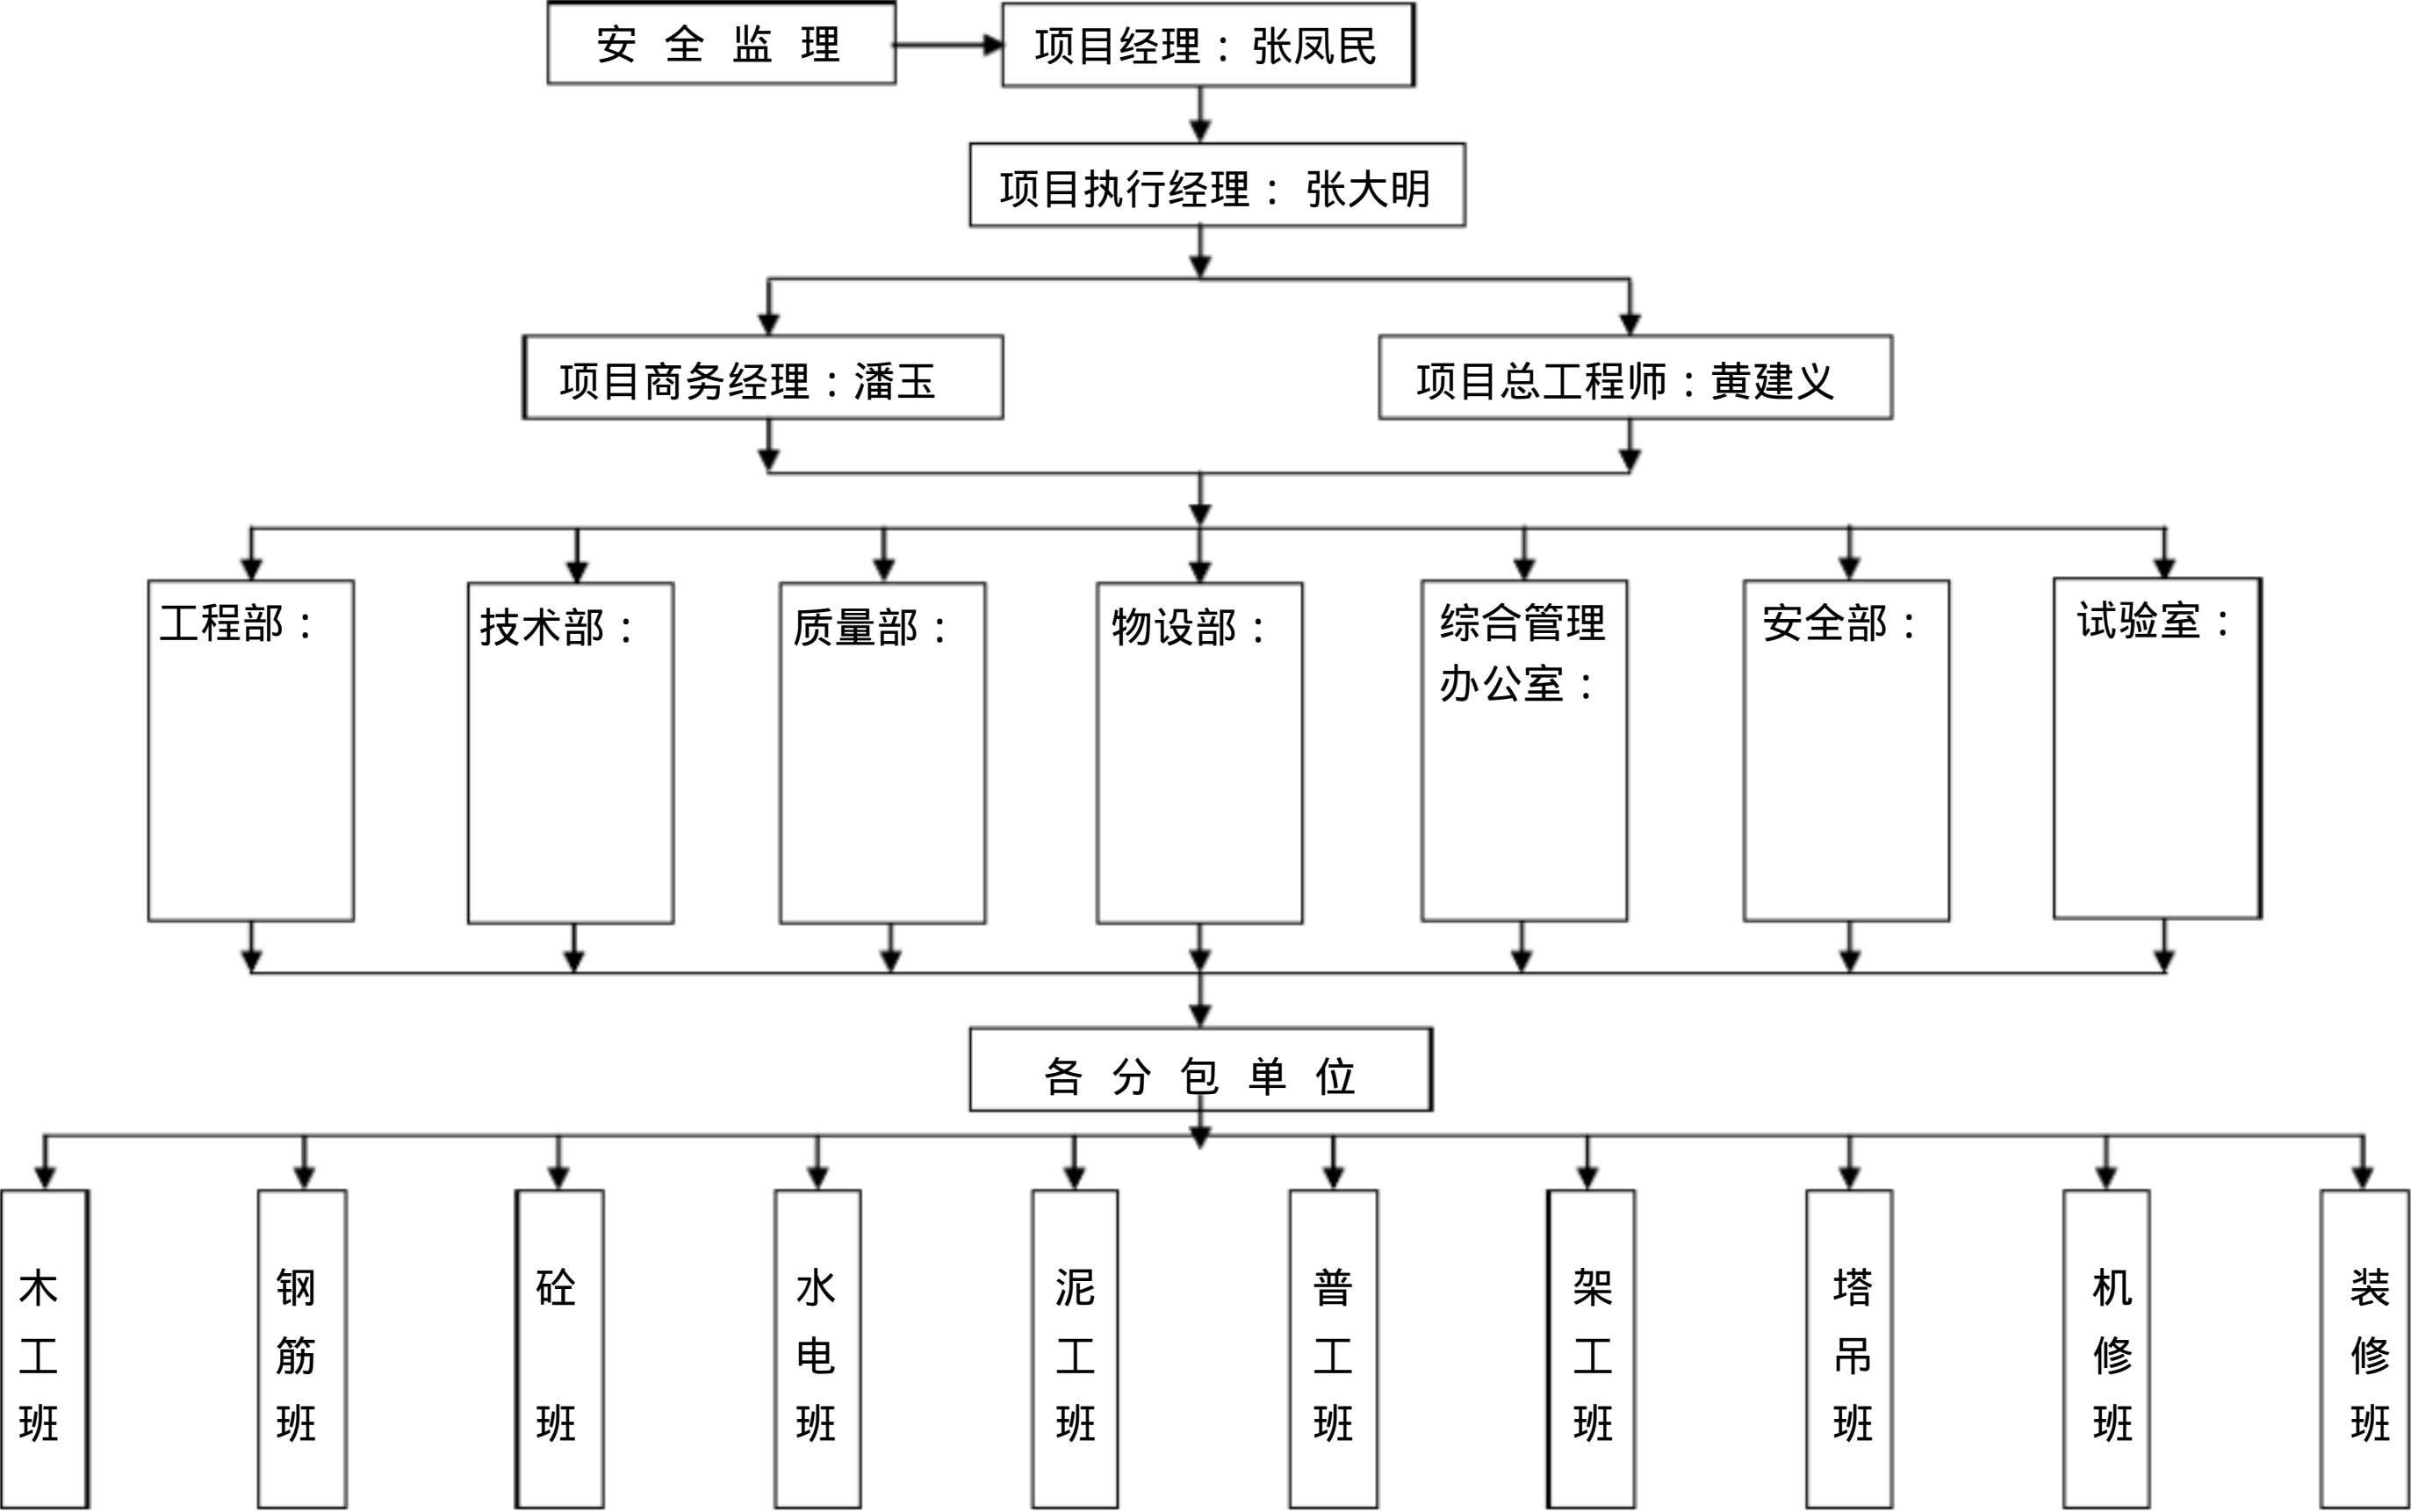 安 全 监 理
项目经理：张凤民
项目执行经理：张大明
项目商务经理：潘玉
项目总工程师：黄建义
工程部：
技术部：
质量部：
物设部：
综合管理
办公室：
安全部：
试验室：
各 分 包 单 位
木工班
钢筋班
砼班
水电班
泥工班
普工班
架工班
塔吊班
机修班
装修班